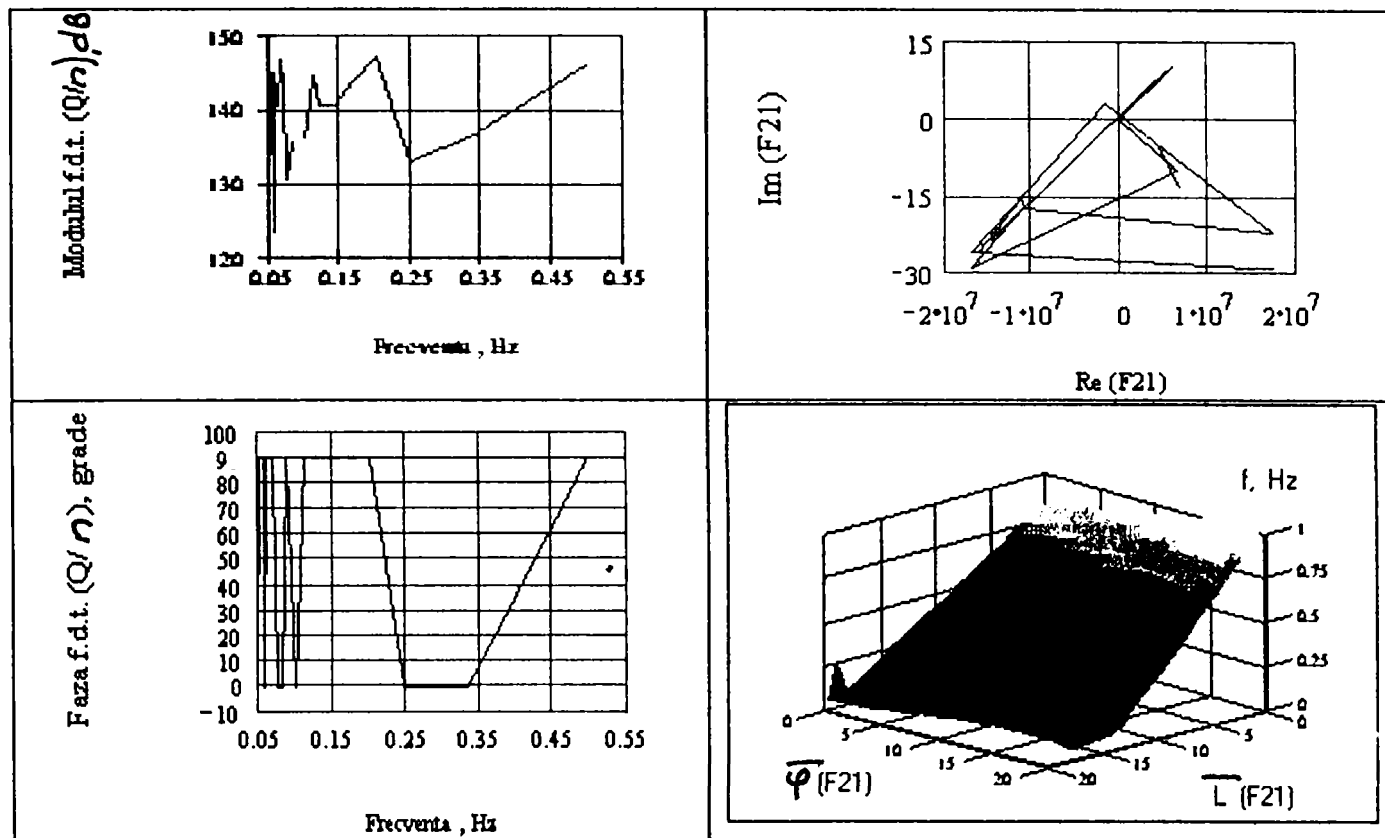 Modulul f.d.t. (Q/n), dB
150
140
130
120
0.05 0.15 0.25 0.35 0.45 0.55
Frecventa , Hz
Im (F21)
15
0
-15
-30
-2•10^7 -1•10^7 0 1•10^7 2•10^7
Re (F21)
Faza f.d.t. (Q/n), grade
100
9
80
90
80
70
60
50
40
30
20
10
0
-10
0.05 0.15 0.25 0.35 0.45 0.55
Frecventa , Hz
f, Hz
1
0.75
0.5
0.25
0
0 5 10 15 20
20 15 10 5 0
φ (F21)
L (F21)